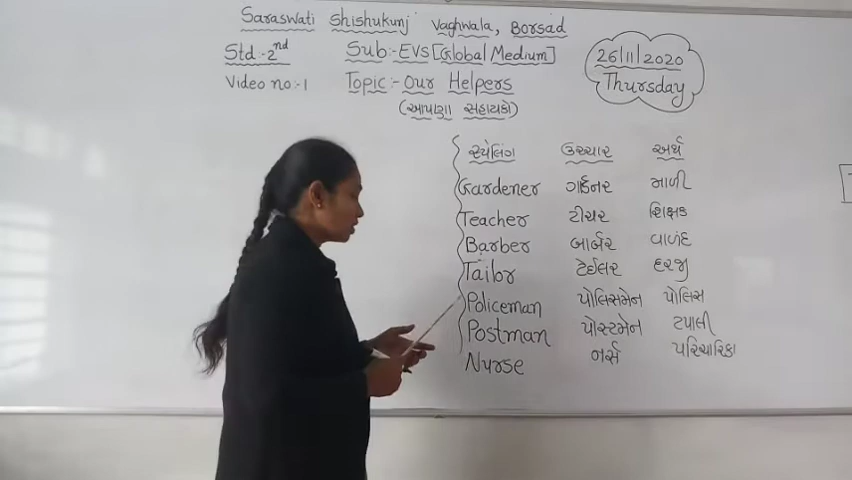 Saraswati Shishukunj Vaghwala, Borsad
Std :- 2nd Sub:- EVS [Global Medium]
26/11/2020
Thursday
Video no:-1 Topic:- Our Helpers
(આપણા સહાયકો)
સ્પેલિંગ ઉચ્ચાર અર્થ
Gardener ગાર્ડનર માળી
Teacher ટીચર શિક્ષક
Barber બાર્બર વાળંદ
Tailor ટેઈલર દરજી
Policeman પોલિસમેન પોલિસ
Postman પોસ્ટમેન ટપાલી
Nurse નર્સ પરિચારિકા